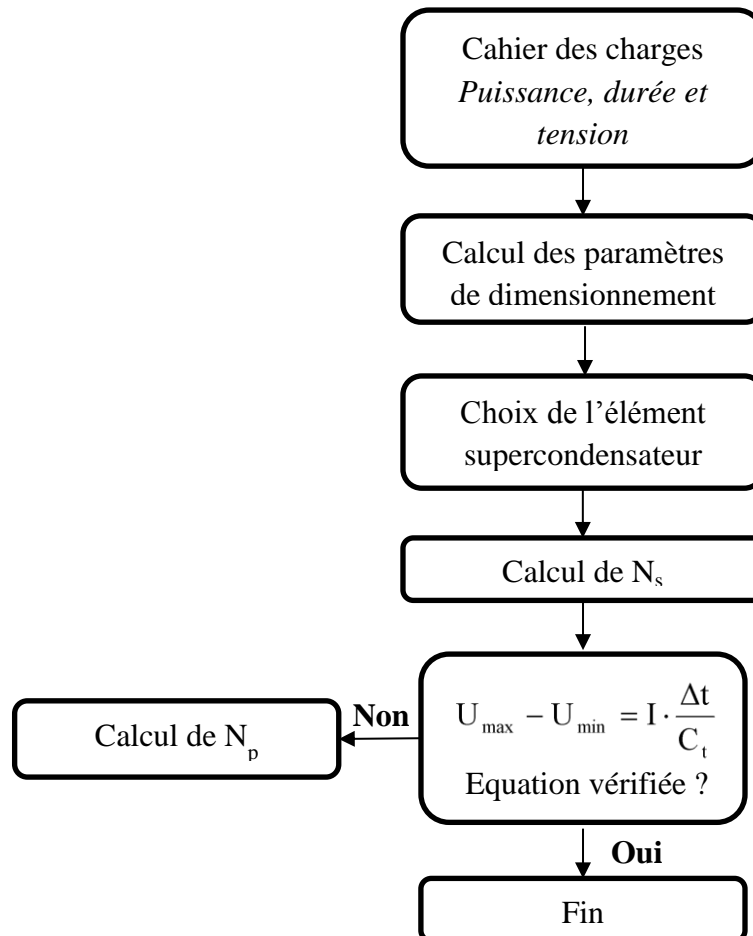 Cahier des charges
Puissance, durée et
tension
Calcul des paramètres
de dimensionnement
Choix de l’élément
supercondensateur
Calcul de Ns
Umax − Umin = I · Δt/Ct
Equation vérifiée ?
Non
Calcul de Np
Oui
Fin